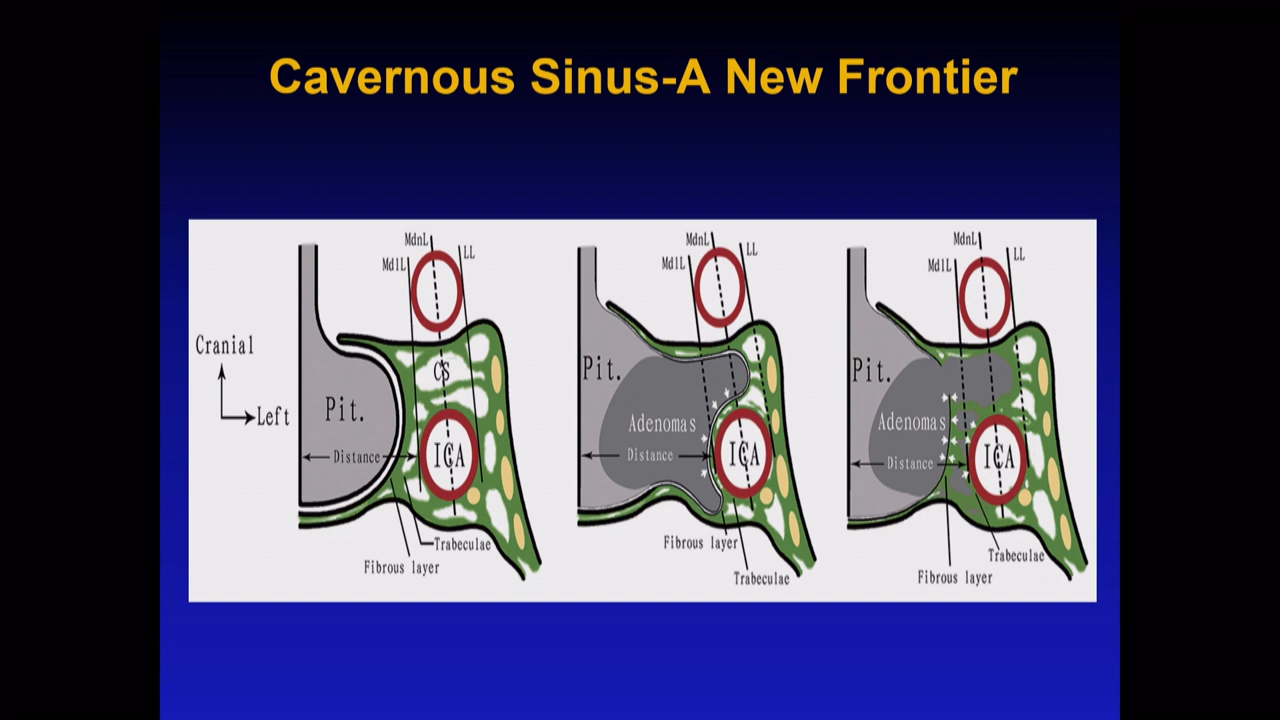 Cavernous Sinus-A New Frontier
MdnL
LL
MdlL
Cranial
CS
Left
Pit.
Distance
ICA
Trabeculae
Fibrous layer
MdnL
LL
MdlL
Pit.
Adenomas
Distance
ICA
Fibrous layer
Trabeculae
MdnL
LL
MdlL
Pit.
Adenomas
Distance
ICA
Trabeculae
Fibrous layer